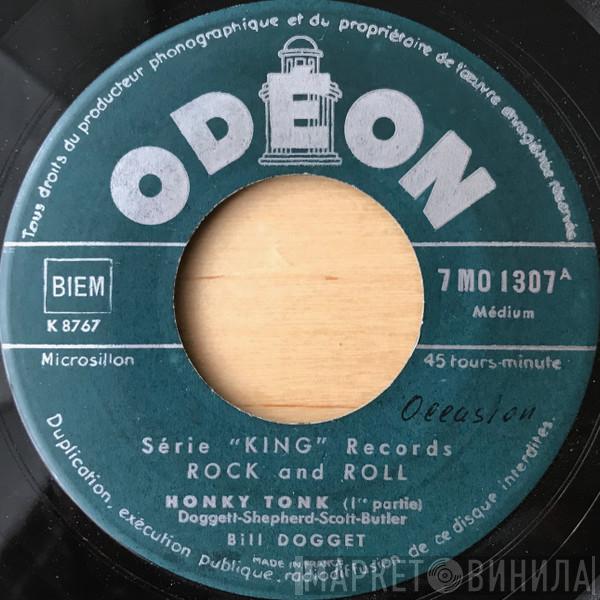 Tous droits du producteur phonographique et du propriétaire de l'œuvre enregistrée réservés
ODEON
BIEM
K 8767
7 MO 1307 A
Médium
Microsillon
45 tours-minute
Occasion
Série "KING" Records
ROCK and ROLL
HONKY TONK (1re partie)
Doggett-Shepherd-Scott-Butler
Bill DOGGET
MADE IN FRANCE
Duplication, exécution publique, radiodiffusion de ce disque interdites.
МАРКЕТ ВИНИЛА